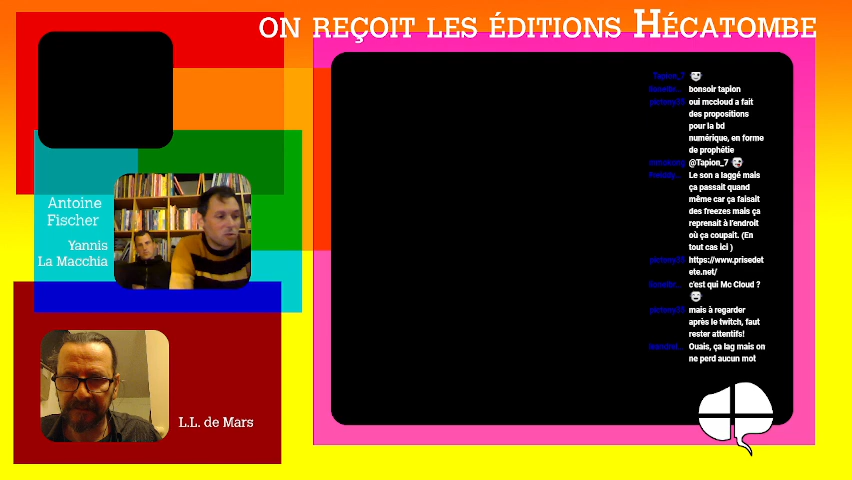 ON REÇOIT LES ÉDITIONS HÉCATOMBE
Antoine
Fischer
Yannis
La Macchia
L.L. de Mars
Tapion_7
bonsoir tapion
oui mccloud a fait
des propositions
pour la bd
numérique, en forme
de prophétie
@Tapion_7
Le son a laggé mais
ça passait quand
même car ça faisait
des freezes mais ça
reprenait à l'endroit
où ça coupait. (En
tout cas ici )
https://www.prisedet
ete.net/
c'est qui Mc Cloud ?
mais à regarder
après le twitch, faut
rester attentifs!
Ouais, ça lag mais on
ne perd aucun mot